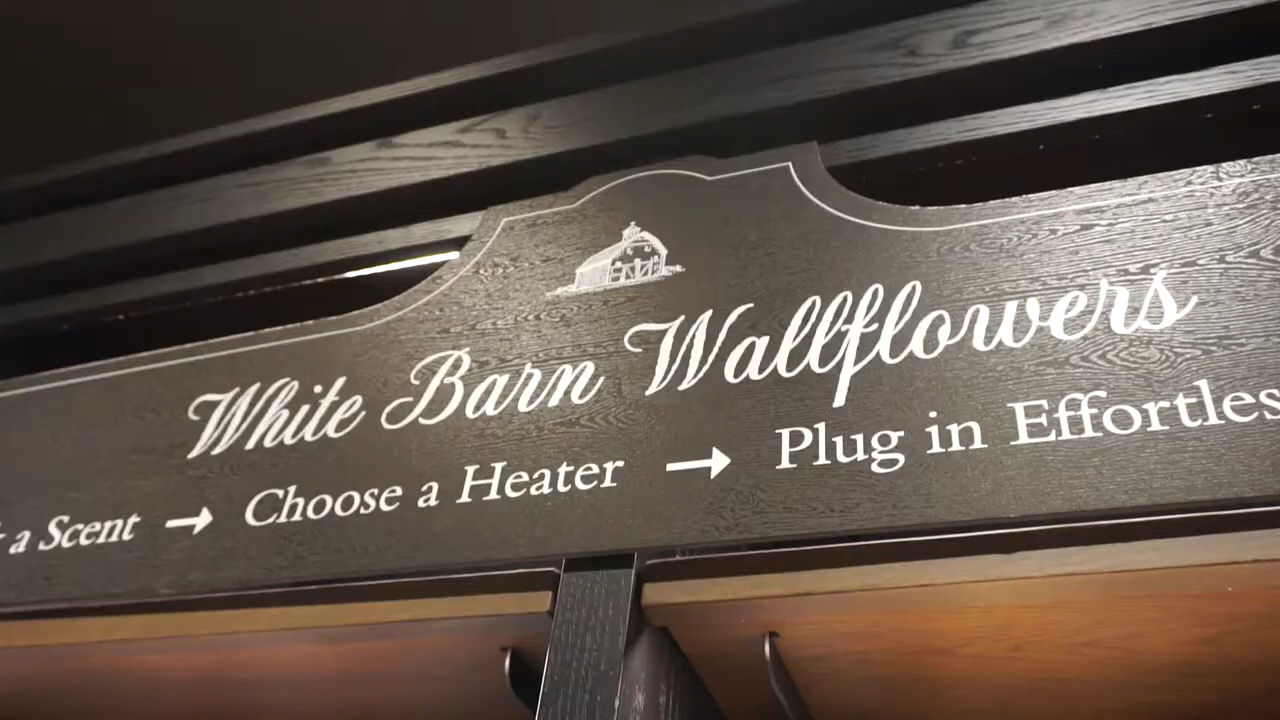 White Barn Wallflowers
a Scent → Choose a Heater → Plug in